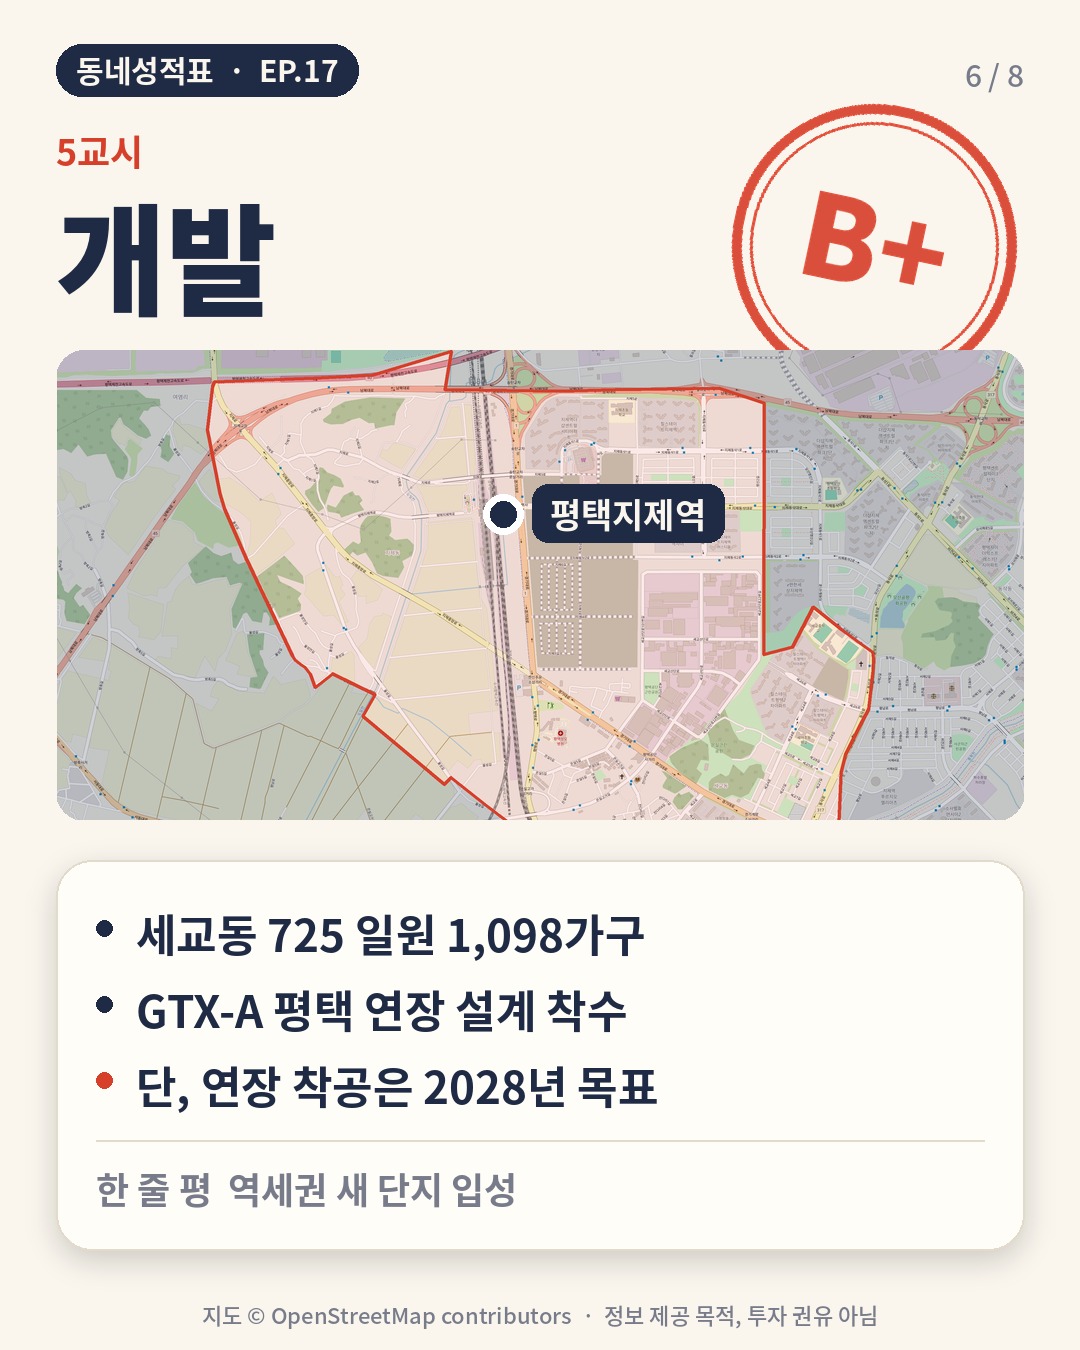 동네성적표 · EP.17
6 / 8
5교시
개발
B+
평택지제역
세교동 725 일원 1,098가구
GTX-A 평택 연장 설계 착수
단, 연장 착공은 2028년 목표
한 줄 평 역세권 새 단지 입성
지도 © OpenStreetMap contributors · 정보 제공 목적, 투자 권유 아님